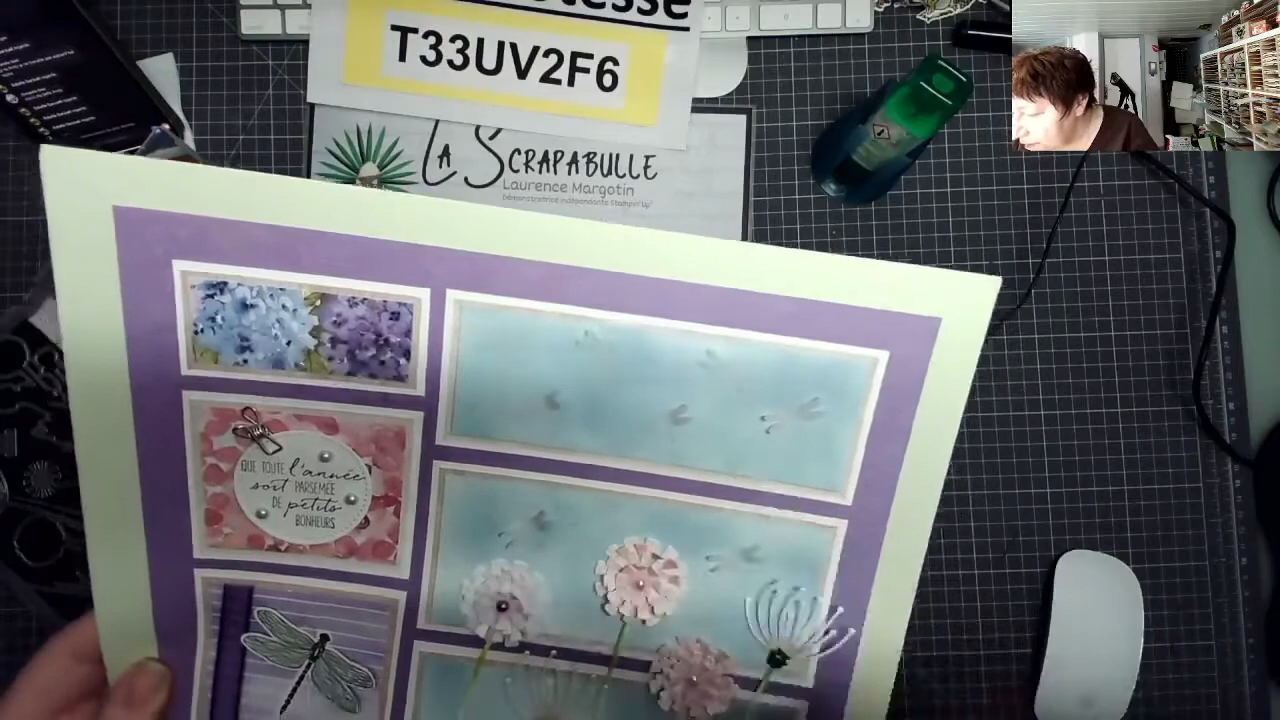 T33UV2F6
LA SCRAPABULLE
Laurence Margotin
Démonstratrice indépendante Stampin'Up!
QUE TOUTE l'année
soit PARSEMÉE
DE petits
BONHEURS